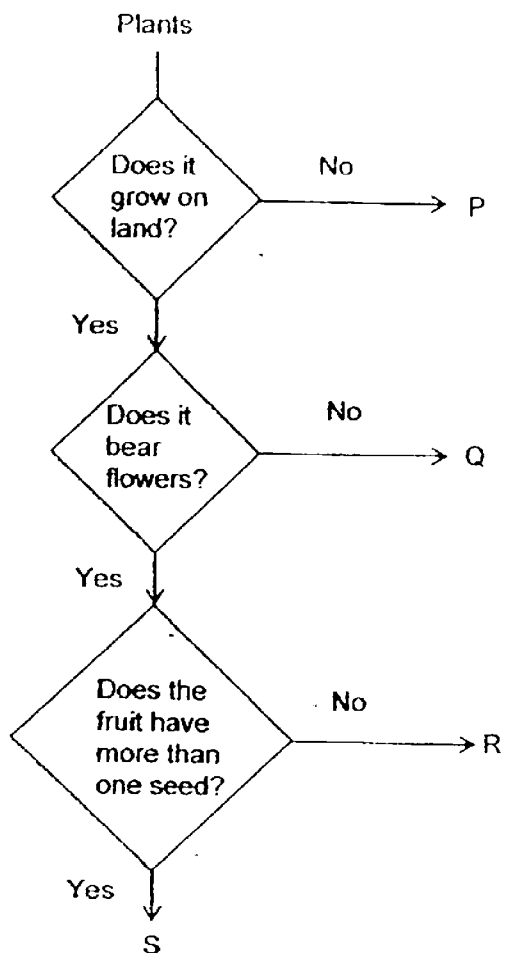 Plants
Does it
grow on
land?
No
P
Yes
Does it
bear
flowers?
No
Q
Yes
Does the
fruit have
more than
one seed?
No
R
Yes
S